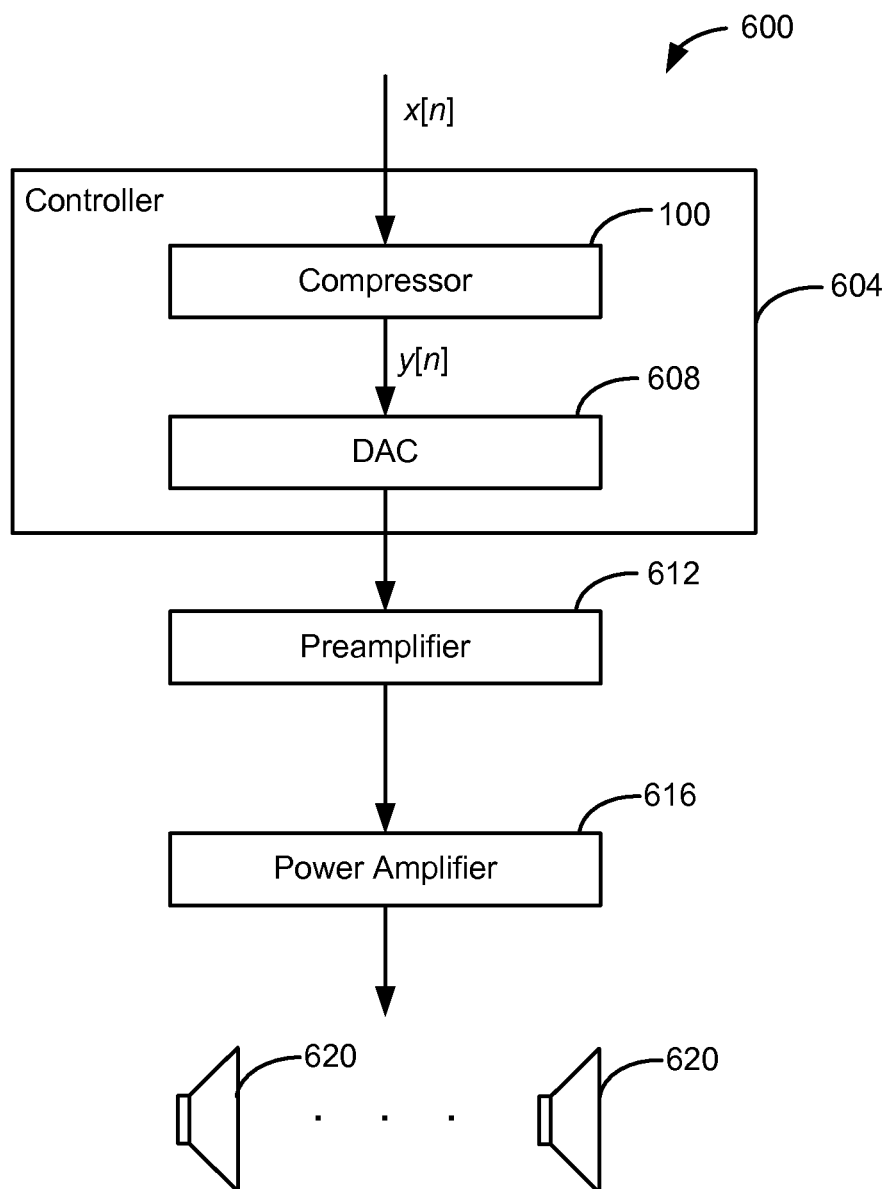 600
x[n]
Controller
100
Compressor
604
y[n]
608
DAC
612
Preamplifier
616
Power Amplifier
620
620